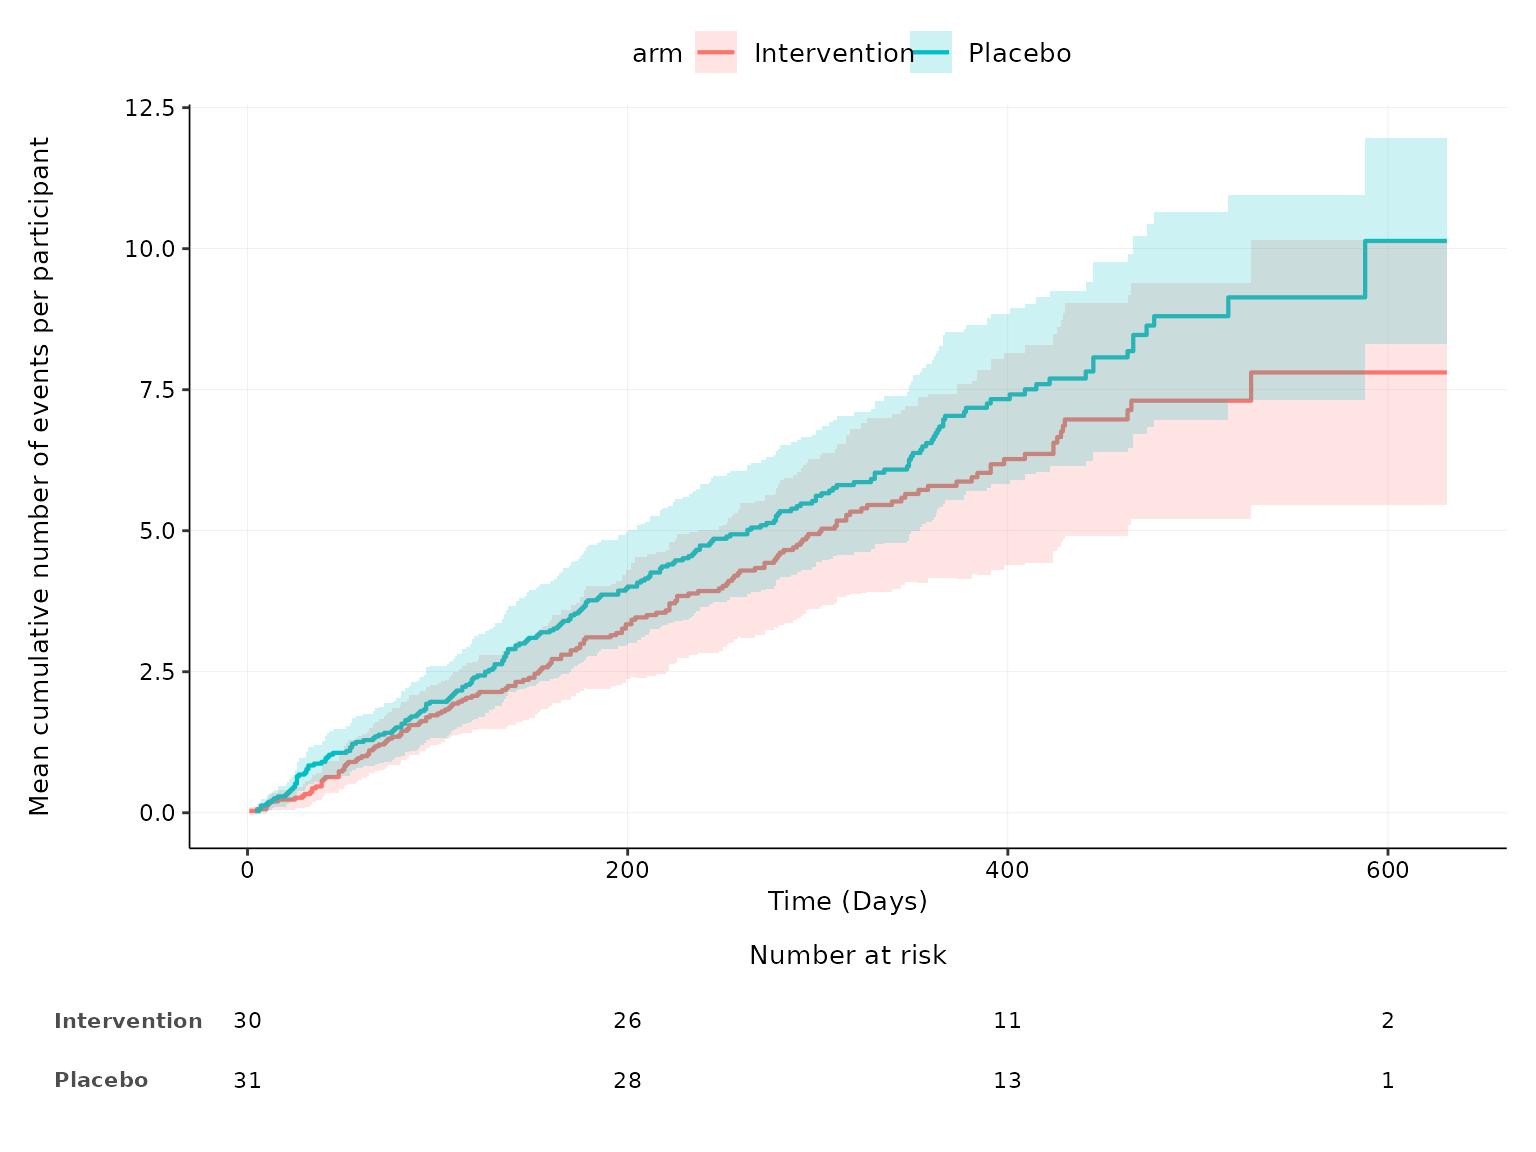 arm Intervention Placebo
Mean cumulative number of events per participant
12.5
10.0
7.5
5.0
2.5
0.0
0 200 400 600
Time (Days)
Number at risk
Intervention 30 26 11 2
Placebo 31 28 13 1